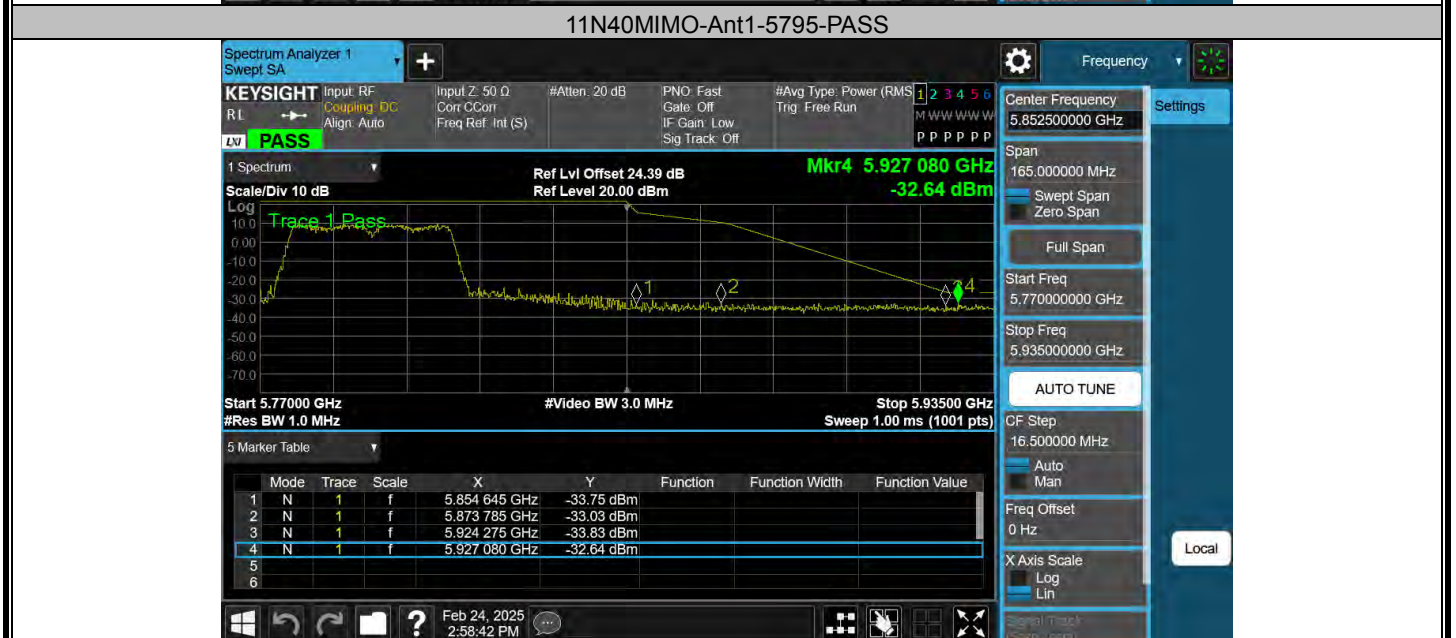 11N40MIMO-Ant1-5795-PASS
Spectrum Analyzer 1
Swept SA
Frequency
KEYSIGHT
RL
LXI PASS
Input: RF
Coupling: DC
Align: Auto
Input Z: 50 Ω
Corr CCorr
Freq Ref: Int (S)
#Atten: 20 dB
PNO: Fast
Gate: Off
IF Gain: Low
Sig Track: Off
#Avg Type: Power (RMS
Trig: Free Run
1 2 3 4 5 6
M W W W W W
P P P P P P
1 Spectrum
Scale/Div 10 dB
Ref Lvl Offset 24.39 dB
Ref Level 20.00 dBm
Mkr4 5.927 080 GHz
-32.64 dBm
Log
Trace 1 Pass
10.0
0.00
-10.0
-20.0
-30.0
-40.0
-50.0
-60.0
-70.0
1
2
4
Start 5.77000 GHz
#Video BW 3.0 MHz
Stop 5.93500 GHz
#Res BW 1.0 MHz
Sweep 1.00 ms (1001 pts)
5 Marker Table
Mode Trace Scale X Y Function Function Width Function Value
1 N 1 f 5.854 645 GHz -33.75 dBm
2 N 1 f 5.873 785 GHz -33.03 dBm
3 N 1 f 5.924 275 GHz -33.83 dBm
4 N 1 f 5.927 080 GHz -32.64 dBm
5
6
Feb 24, 2025
2:58:42 PM
Center Frequency
5.852500000 GHz
Settings
Span
165.000000 MHz
Swept Span
Zero Span
Full Span
Start Freq
5.770000000 GHz
Stop Freq
5.935000000 GHz
AUTO TUNE
CF Step
16.500000 MHz
Auto
Man
Freq Offset
0 Hz
X Axis Scale
Log
Lin
Signal Track
Local